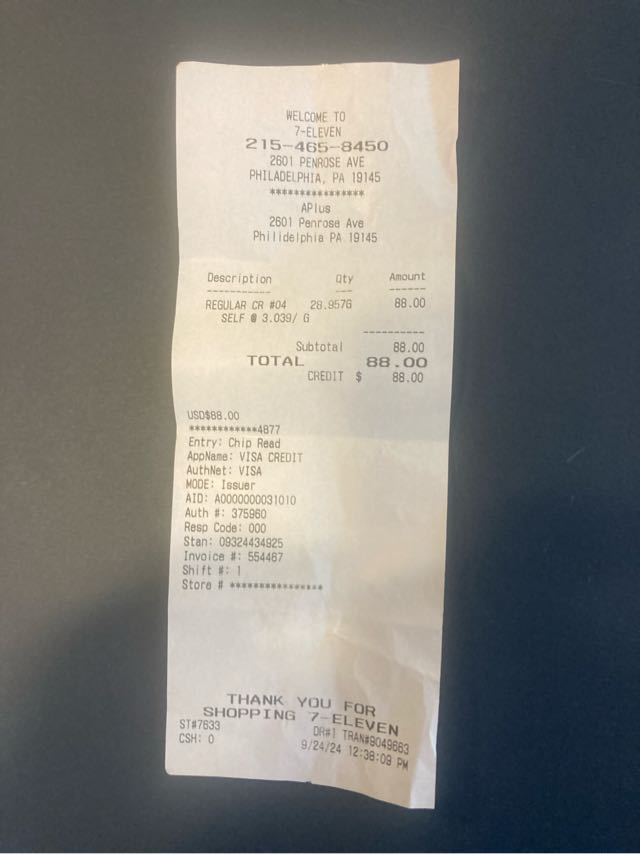 WELCOME TO
7-ELEVEN
215-465-8450
2601 PENROSE AVE
PHILADELPHIA, PA 19145
****************
APlus
2601 Penrose Ave
Philidelphia PA 19145
Description Qty Amount
----------- --- ------
REGULAR CR #04 28.957G 88.00
SELF @ 3.039/ G
----------
Subtotal 88.00
TOTAL 88.00
CREDIT $ 88.00
USD$88.00
************4877
Entry: Chip Read
AppName: VISA CREDIT
AuthNet: VISA
MODE: Issuer
AID: A0000000031010
Auth #: 375960
Resp Code: 000
Stan: 09324434925
Invoice #: 554467
Shift #: 1
Store # ****************
THANK YOU FOR
SHOPPING 7-ELEVEN
ST#7633 DR#1 TRAN#9049663
CSH: 0 9/24/24 12:38:09 PM